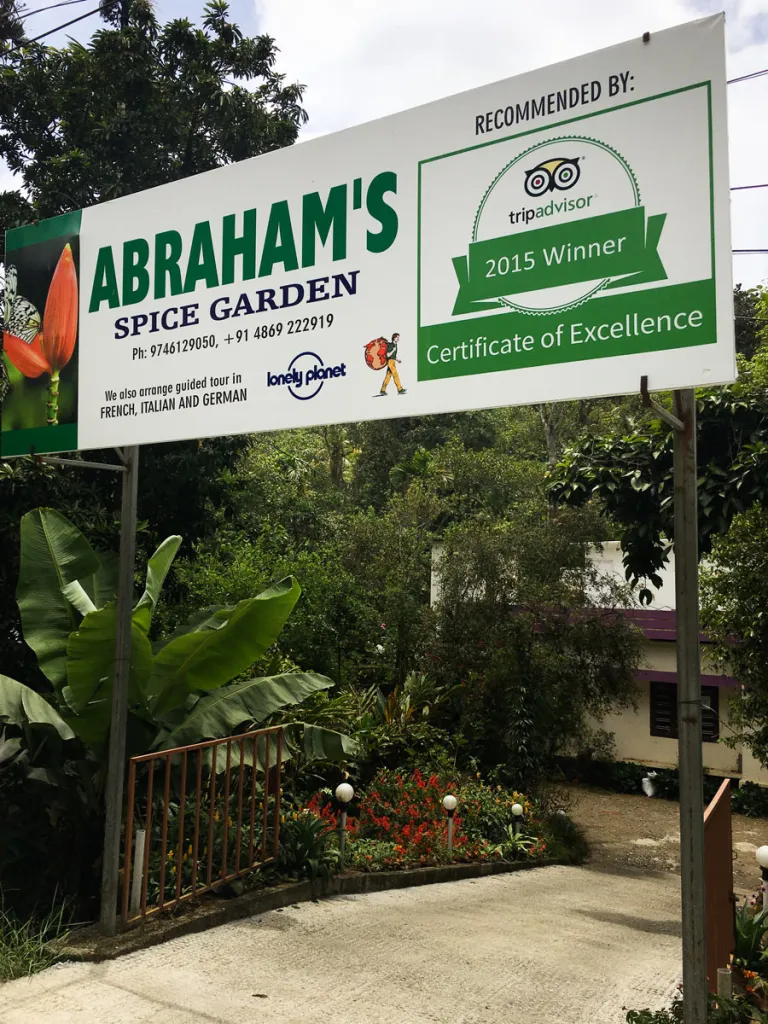 ABRAHAM'S
SPICE GARDEN
Ph: 9746129050, +91 4869 222919
We also arrange guided tour in
FRENCH, ITALIAN AND GERMAN
lonely planet
RECOMMENDED BY:
tripadvisor
2015 Winner
Certificate of Excellence